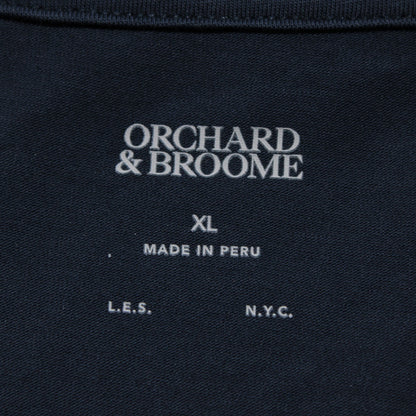 ORCHARD
& BROOME
XL
MADE IN PERU
L.E.S. N.Y.C.